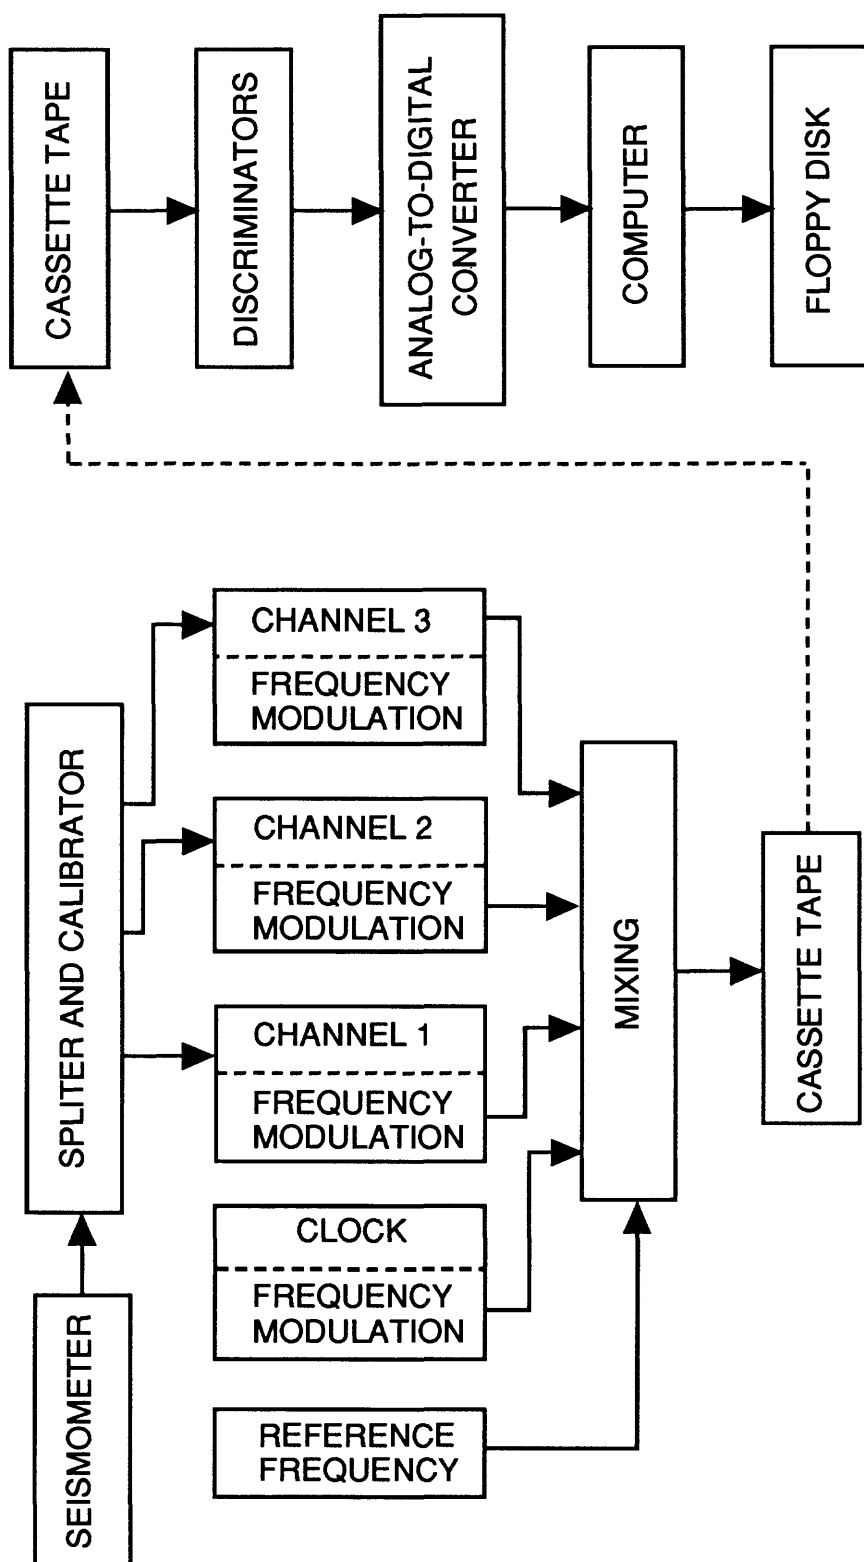 SEISMOMETER
SPLITER AND CALIBRATOR
REFERENCE
FREQUENCY
CLOCK
FREQUENCY
MODULATION
CHANNEL 1
FREQUENCY
MODULATION
CHANNEL 2
FREQUENCY
MODULATION
CHANNEL 3
FREQUENCY
MODULATION
MIXING
CASSETTE TAPE
CASSETTE TAPE
DISCRIMINATORS
ANALOG-TO-DIGITAL
CONVERTER
COMPUTER
FLOPPY DISK